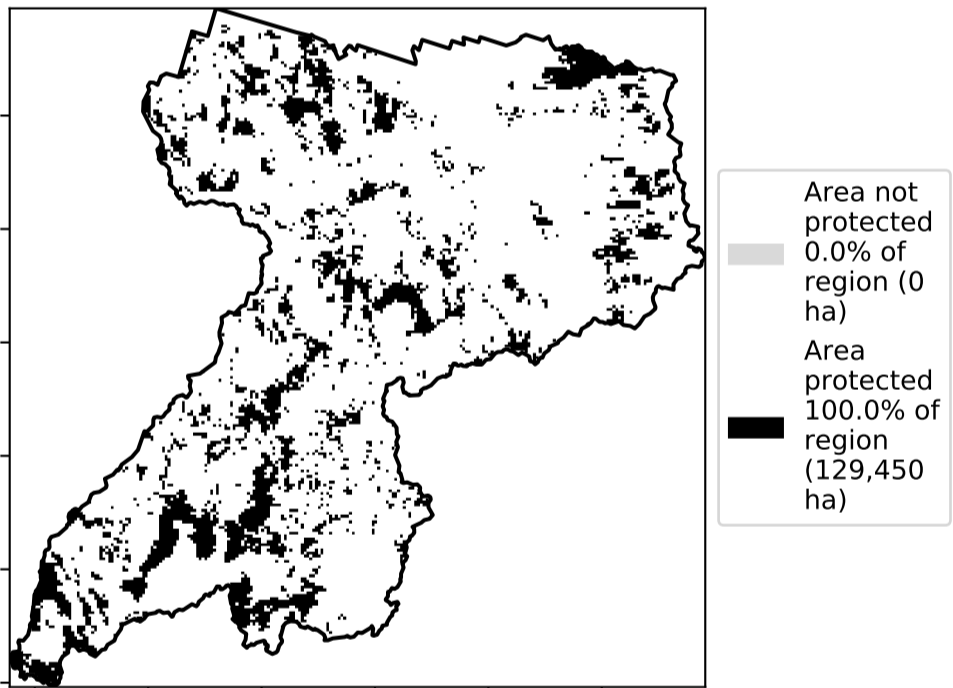 Area not
protected
0.0% of
region (0
ha)
Area
protected
100.0% of
region
(129,450
ha)